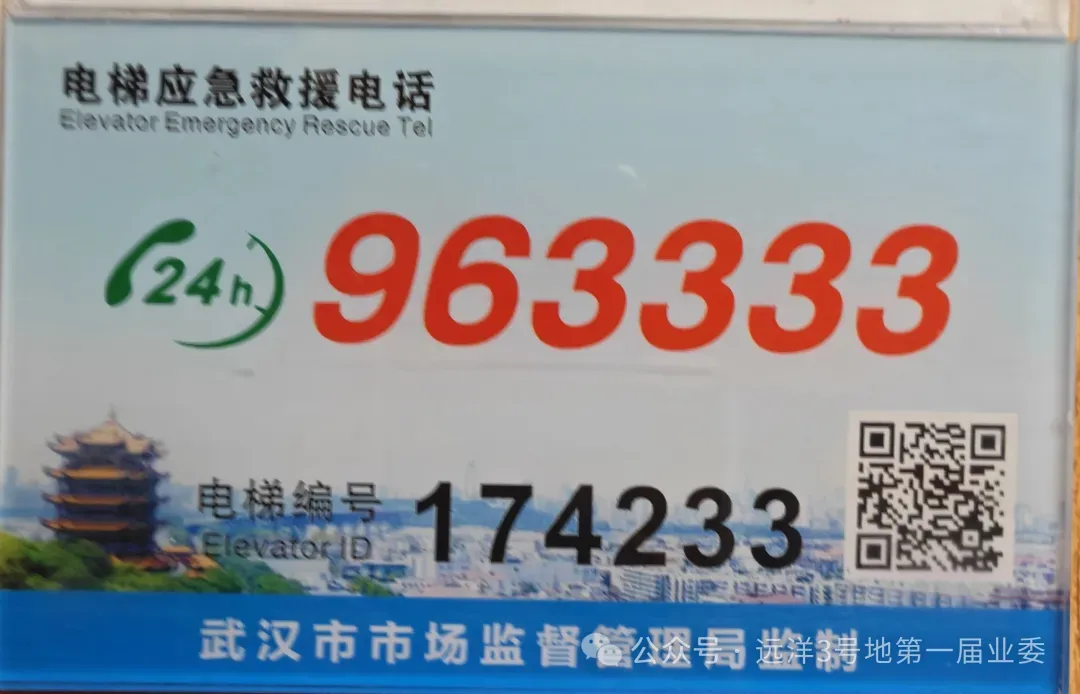 电梯应急救援电话
Elevator Emergency Rescue Tel
24h 963333
电梯编号 174233
Elevator ID
武汉市市场监督管理局监制
公众号·远洋3号地第一届业委